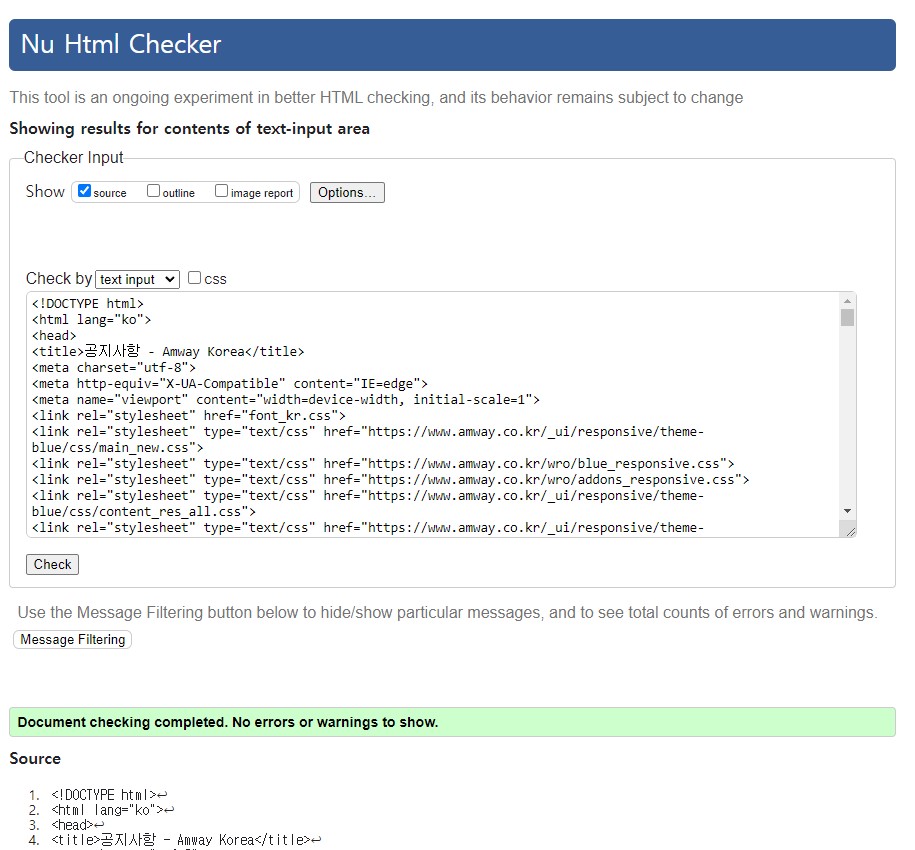 Nu Html Checker
This tool is an ongoing experiment in better HTML checking, and its behavior remains subject to change
Showing results for contents of text-input area
Checker Input
Show source outline image report Options...
Check by text input css
<!DOCTYPE html>
<html lang="ko">
<head>
<title>공지사항 - Amway Korea</title>
<meta charset="utf-8">
<meta http-equiv="X-UA-Compatible" content="IE=edge">
<meta name="viewport" content="width=device-width, initial-scale=1">
<link rel="stylesheet" href="font_kr.css">
<link rel="stylesheet" type="text/css" href="https://www.amway.co.kr/_ui/responsive/theme-
blue/css/main_new.css">
<link rel="stylesheet" type="text/css" href="https://www.amway.co.kr/wro/blue_responsive.css">
<link rel="stylesheet" type="text/css" href="https://www.amway.co.kr/wro/addons_responsive.css">
<link rel="stylesheet" type="text/css" href="https://www.amway.co.kr/_ui/responsive/theme-
blue/css/content_res_all.css">
<link rel="stylesheet" type="text/css" href="https://www.amway.co.kr/_ui/responsive/theme-
Check
Use the Message Filtering button below to hide/show particular messages, and to see total counts of errors and warnings.
Message Filtering
Document checking completed. No errors or warnings to show.
Source
1. <!DOCTYPE html>↩
2. <html lang="ko">↩
3. <head>↩
4. <title>공지사항 - Amway Korea</title>↩